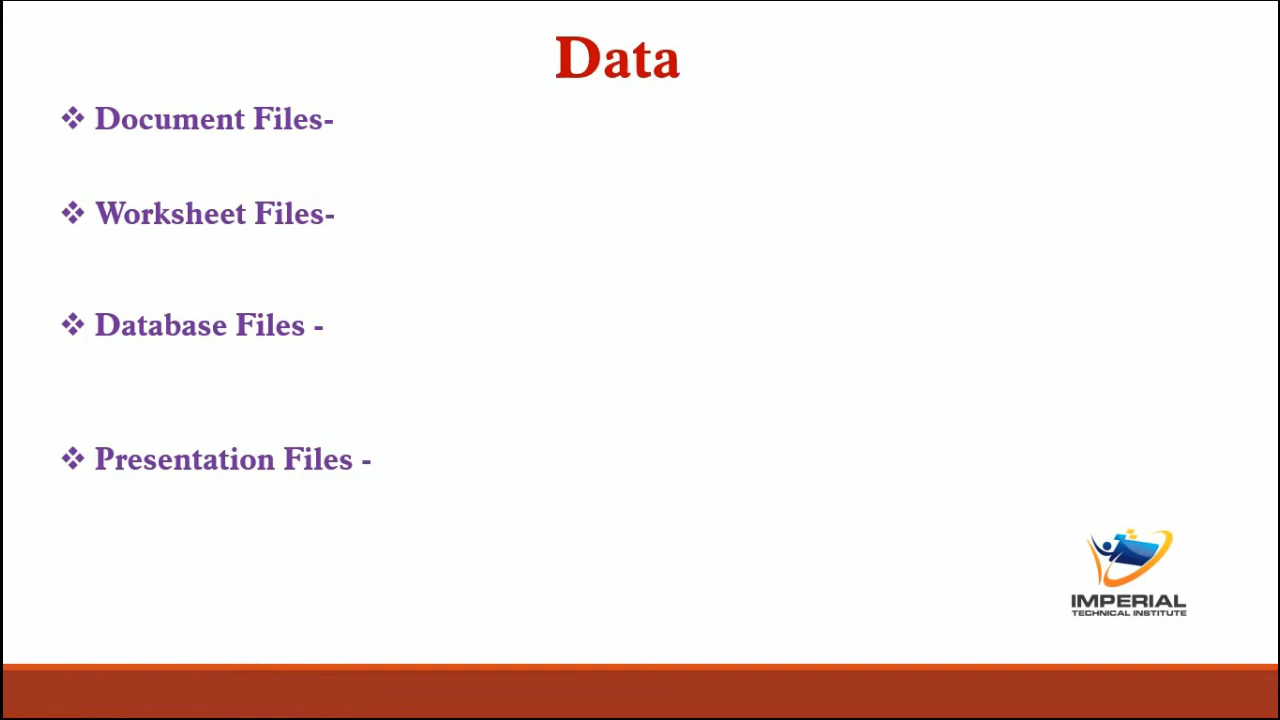 Data
❖ Document Files-
❖ Worksheet Files-
❖ Database Files -
❖ Presentation Files -
IMPERIAL
TECHNICAL INSTITUTE